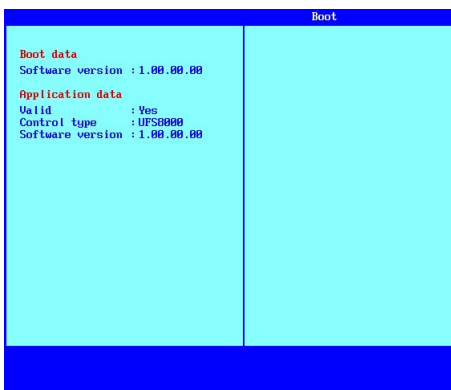 Boot
Boot data
Software version : 1.00.00.00
Application data
Valid : Yes
Control type : UFS8000
Software version : 1.00.00.00